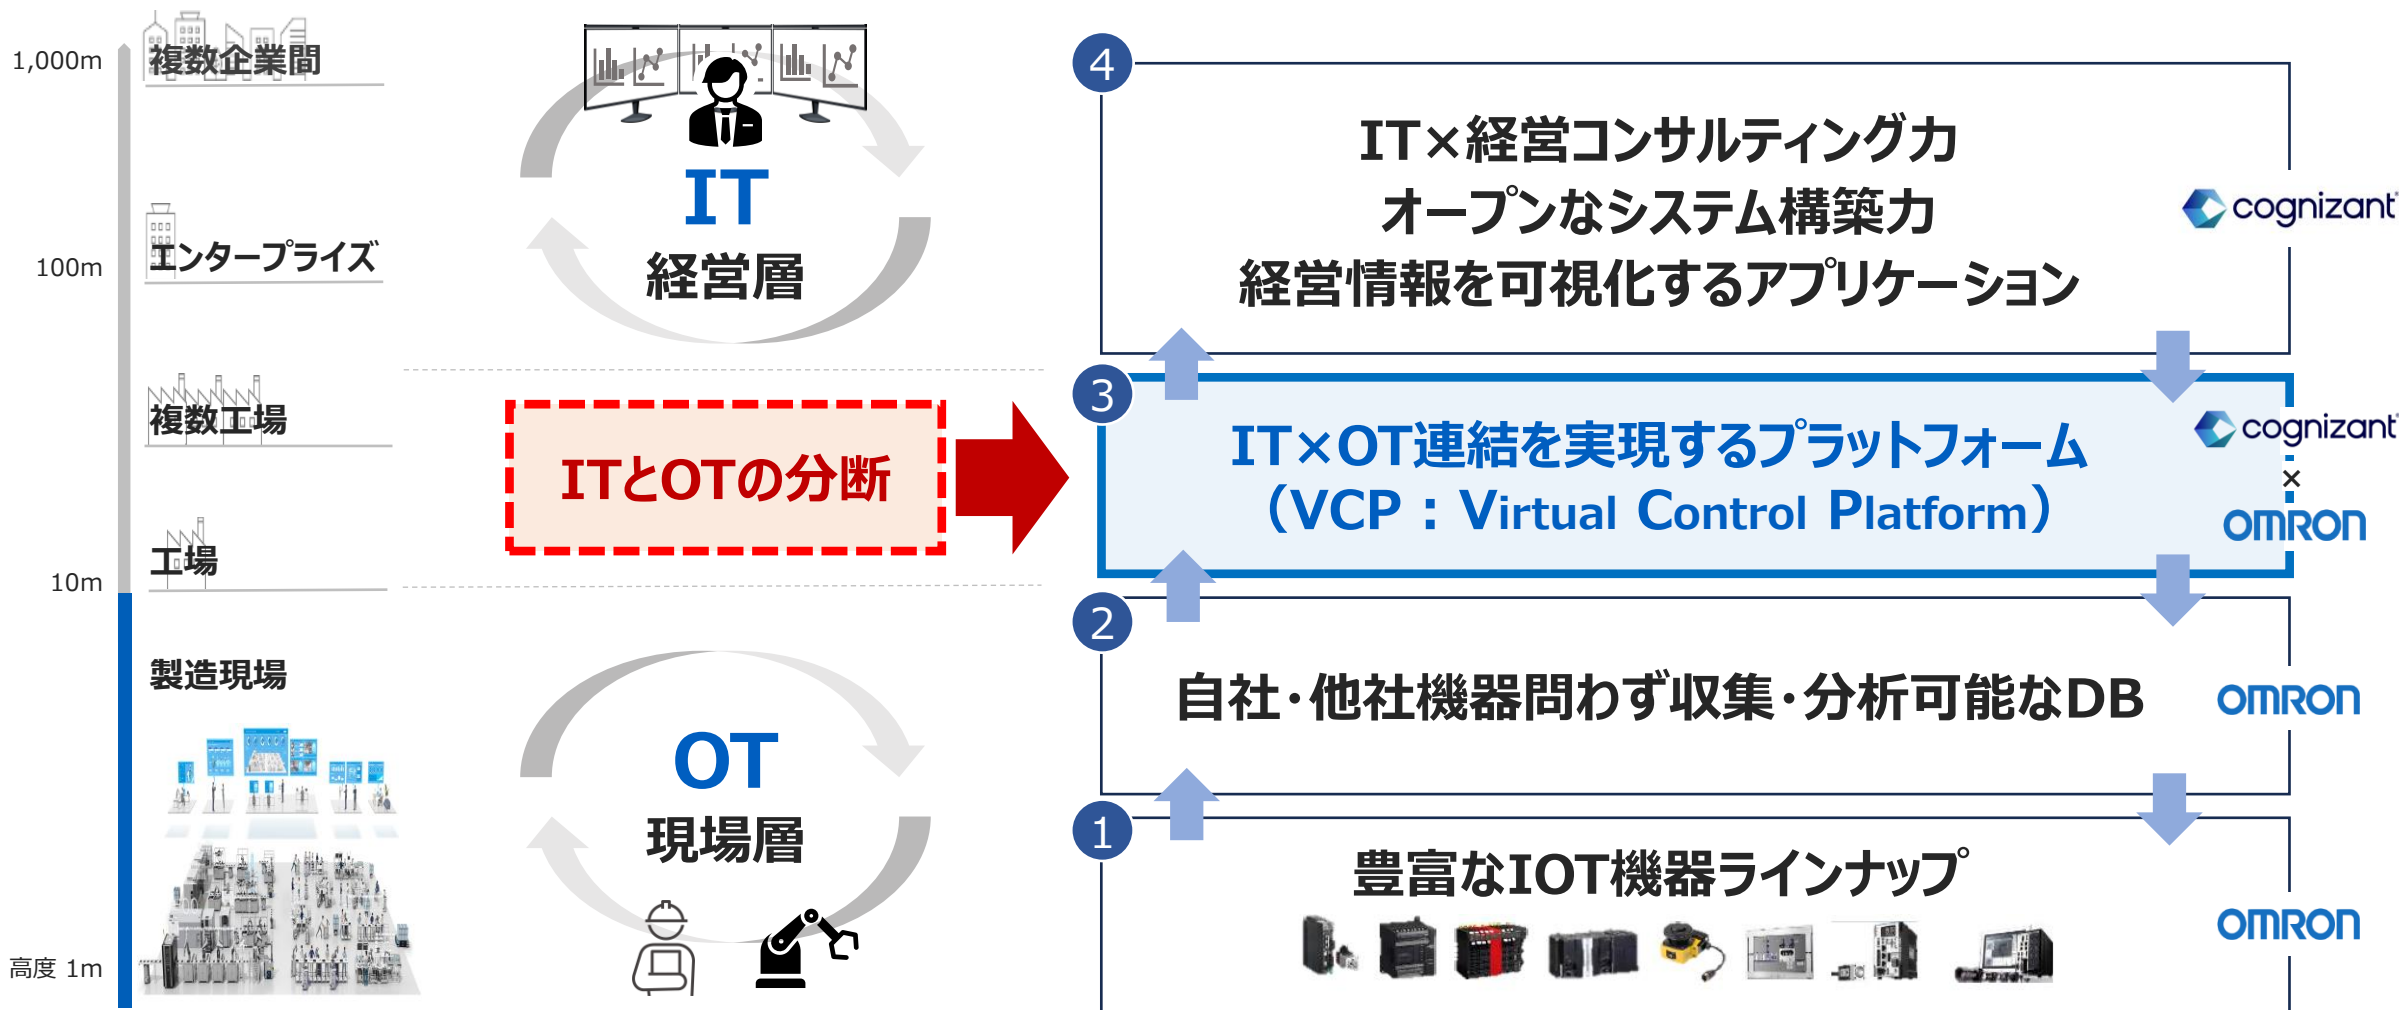 1,000m
複数企業間
100m
エンタープライズ
複数工場
工場
10m
製造現場
高度 1m
IT
経営層
ITとOTの分断
OT
現場層
4
IT×経営コンサルティング力
オープンなシステム構築力
経営情報を可視化するアプリケーション
cognizant
3
IT×OT連結を実現するプラットフォーム
（VCP：Virtual Control Platform）
cognizant
×
OMRON
2
自社・他社機器問わず収集・分析可能なDB
OMRON
1
豊富なIOT機器ラインナップ
OMRON